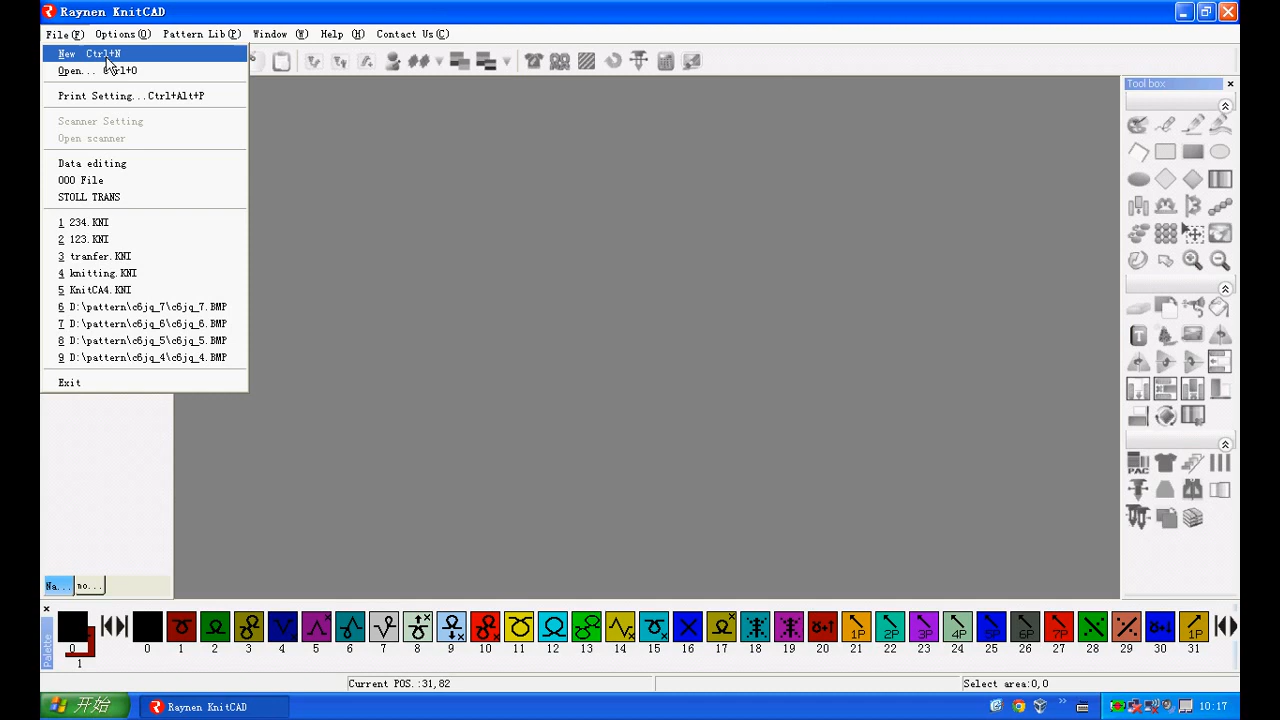 Raynen KnitCAD
File(F) Options(O) Pattern Lib(P) Window (W) Help (H) Contact Us(C)
New Ctrl+N
Open... Ctrl+O
Print Setting...Ctrl+Alt+P
Scanner Setting
Open scanner
Data editing
000 File
STOLL TRANS
1 234.KNI
2 123.KNI
3 tranfer.KNI
4 knitting.KNI
5 KnitCA4.KNI
6 D:\pattern\c6jq_7\c6jq_7.BMP
7 D:\pattern\c6jq_6\c6jq_6.BMP
8 D:\pattern\c6jq_5\c6jq_5.BMP
9 D:\pattern\c6jq_4\c6jq_4.BMP
Exit
Tool box
T
PAC
Na... no...
Palette
1P 2P 3P 4P 5P 6P 7P 1P
0 0 1 2 3 4 5 6 7 8 9 10 11 12 13 14 15 16 17 18 19 20 21 22 23 24 25 26 27 28 29 30 31
1
Current POS.:31,82 Select area:0,0
开始 Raynen KnitCAD 10:17